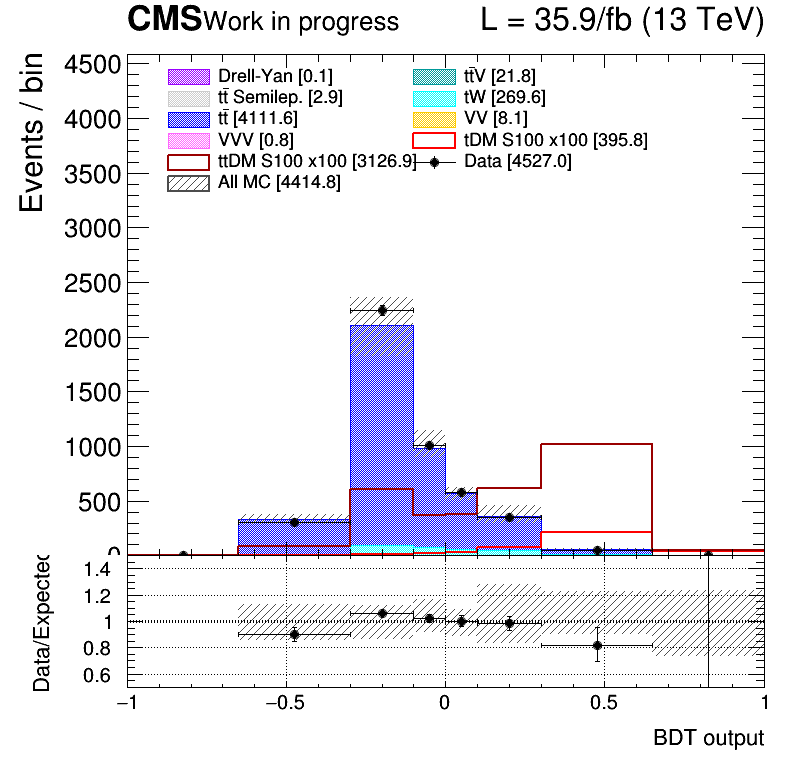 CMS Work in progress L = 35.9/fb (13 TeV)
Events / bin
4500
4000
3500
3000
2500
2000
1500
1000
500
0
Drell-Yan [0.1]
tt̄V [21.8]
tt̄ Semilep. [2.9]
tW [269.6]
tt̄ [4111.6]
VV [8.1]
VVV [0.8]
tDM S100 x100 [395.8]
ttDM S100 x100 [3126.9]
Data [4527.0]
All MC [4414.8]
Data/Expected
1.4
1.2
1
0.8
0.6
−1 −0.5 0 0.5 1
BDT output